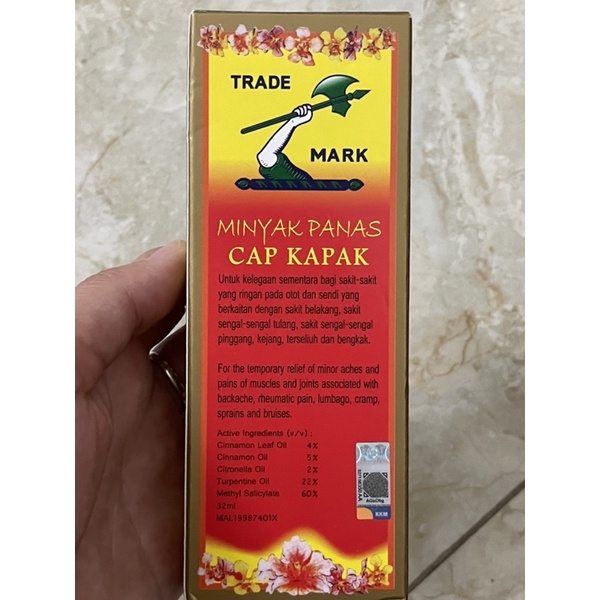 TRADE
MARK
MINYAK PANAS
CAP KAPAK
Untuk kelegaan sementara bagi sakit-sakit
yang ringan pada otot dan sendi yang
berkaitan dengan sakit belakang, sakit
sengal-sengal tulang, sakit sengal-sengal
pinggang, kejang, terseliuh dan bengkak.
For the temporary relief of minor aches and
pains of muscles and joints associated with
backache, rheumatic pain, lumbago, cramp,
sprains and bruises.
Active Ingredients (v/v) :
Cinnamon Leaf Oil 4%
Cinnamon Oil 5%
Citronella Oil 2%
Turpentine Oil 22%
Methyl Salicylate 60%
32ml
MAL19987401X
KKM